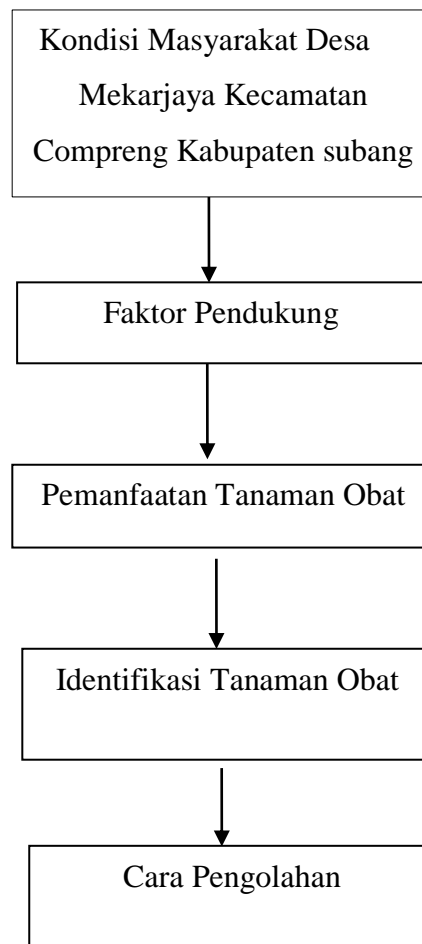 Kondisi Masyarakat Desa
Mekarjaya Kecamatan
Compreng Kabupaten subang
Faktor Pendukung
Pemanfaatan Tanaman Obat
Identifikasi Tanaman Obat
Cara Pengolahan